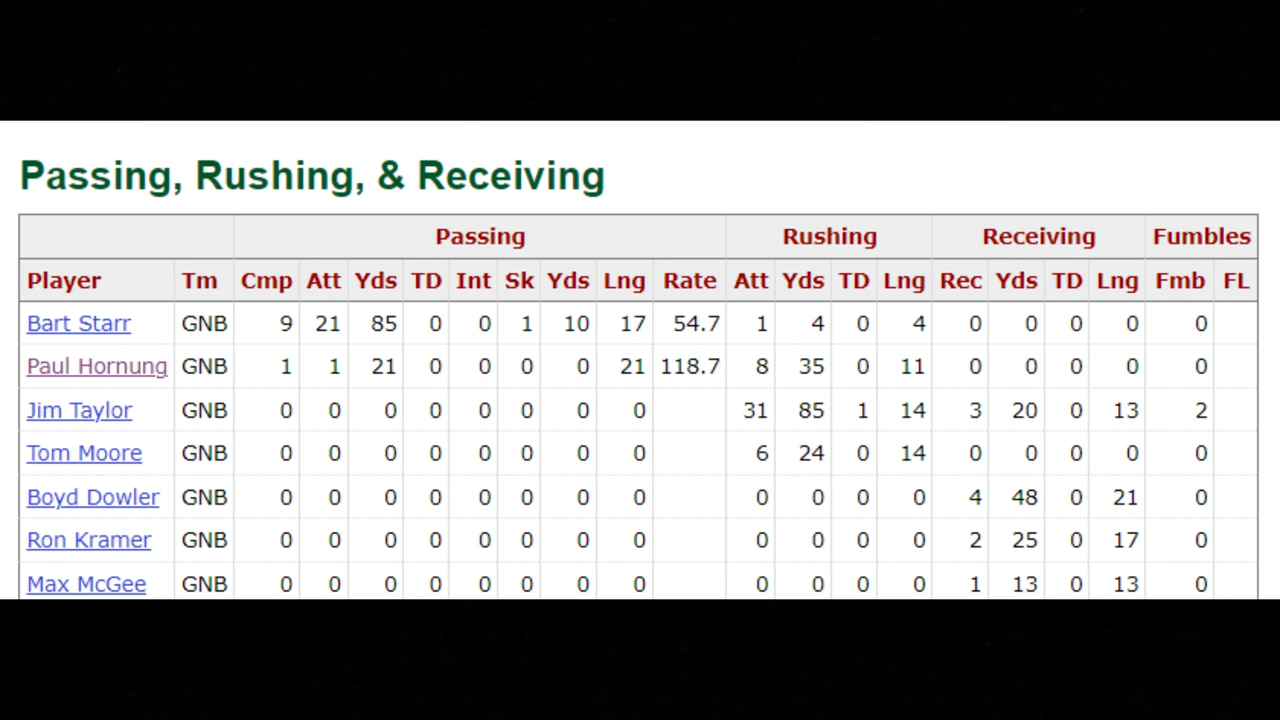 Passing, Rushing, & Receiving
Passing Rushing Receiving Fumbles
Player Tm Cmp Att Yds TD Int Sk Yds Lng Rate Att Yds TD Lng Rec Yds TD Lng Fmb FL
Bart Starr GNB 9 21 85 0 0 1 10 17 54.7 1 4 0 4 0 0 0 0 0
Paul Hornung GNB 1 1 21 0 0 0 0 21 118.7 8 35 0 11 0 0 0 0 0
Jim Taylor GNB 0 0 0 0 0 0 0 0 31 85 1 14 3 20 0 13 2
Tom Moore GNB 0 0 0 0 0 0 0 0 6 24 0 14 0 0 0 0 0
Boyd Dowler GNB 0 0 0 0 0 0 0 0 0 0 0 0 4 48 0 21 0
Ron Kramer GNB 0 0 0 0 0 0 0 0 0 0 0 0 2 25 0 17 0
Max McGee GNB 0 0 0 0 0 0 0 0 0 0 0 0 1 13 0 13 0